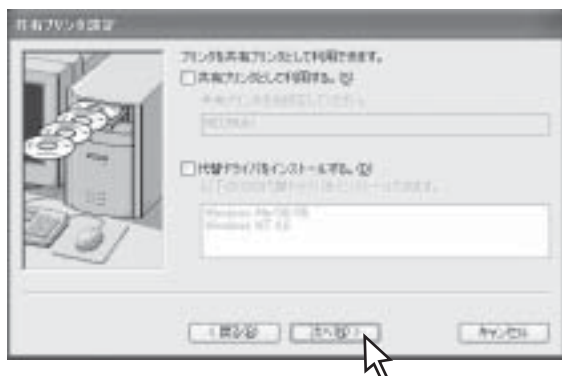 共有プリンタ設定
プリンタを共有プリンタとして利用できます。
共有プリンタとして利用する。(S)
代替ドライバをインストールする。(D)
Windows Me/98/95
Windows NT 4.0
< 戻る(B)
次へ(N) >
キャンセル